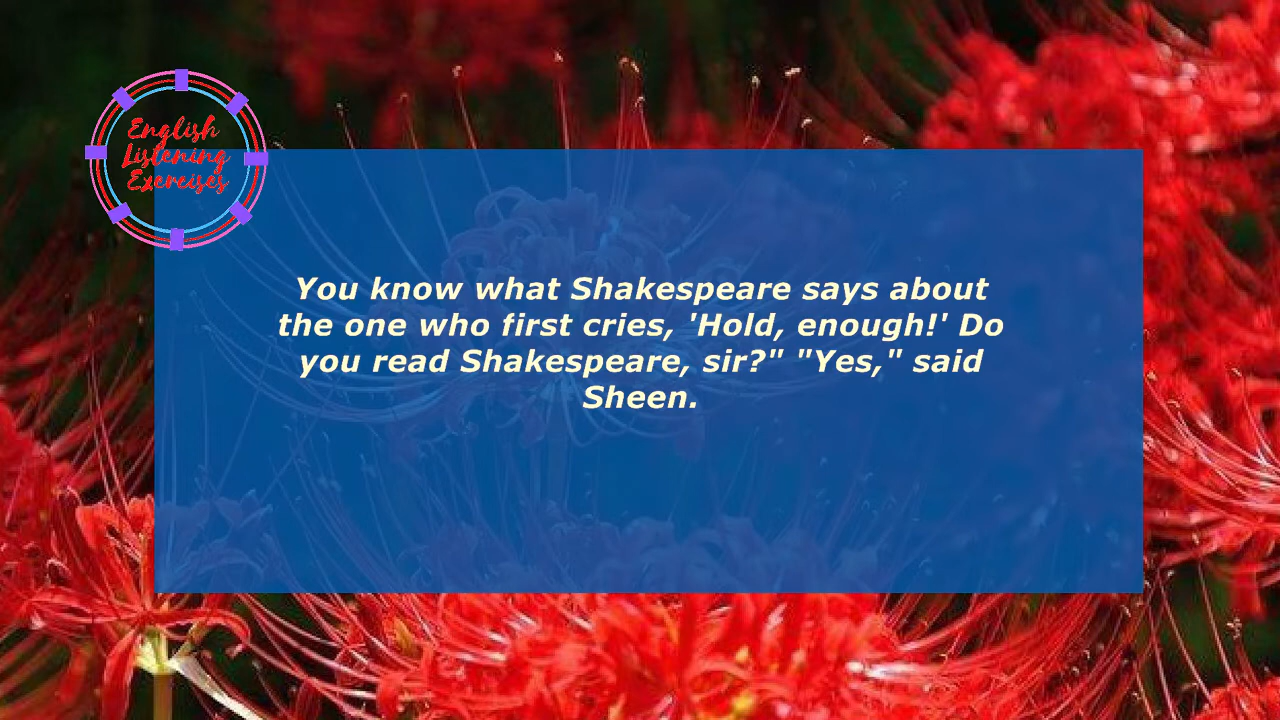 English
Listening
Exercises
You know what Shakespeare says about
the one who first cries, 'Hold, enough!' Do
you read Shakespeare, sir?" "Yes," said
Sheen.